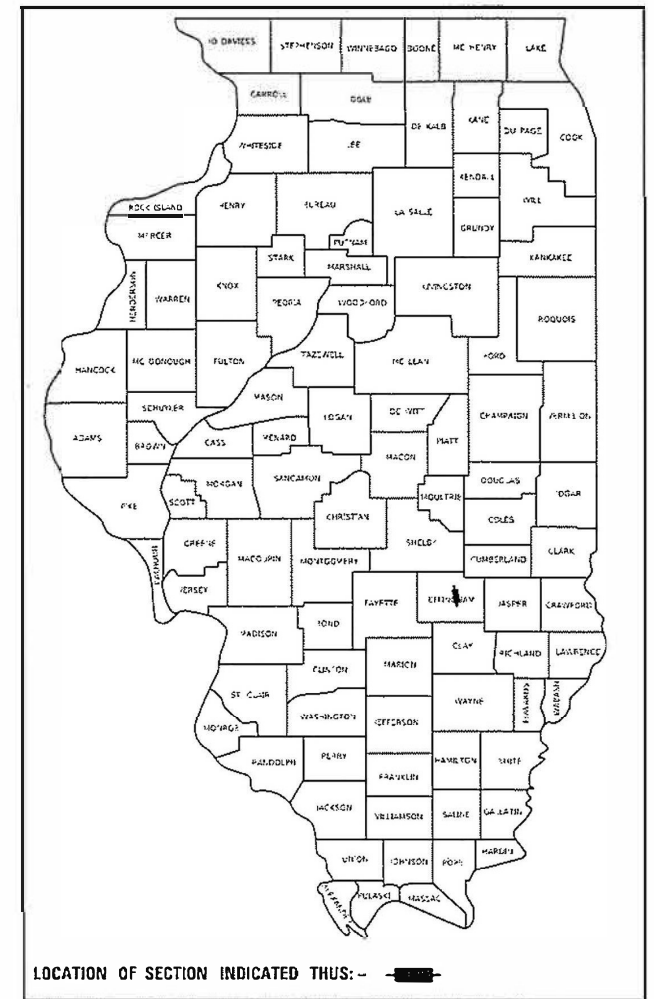 STEPHENSON WINNEBAGO BOONE MC HENRY LAKE
CARROLL OGLE
DE KALB KANE DU PAGE COOK
WHITESIDE LEE
KENDALL
ROCK ISLAND HENRY BUREAU LA SALLE WILL
GRUNDY
MERCER
PUTNAM
STARK MARSHALL KANKAKEE
HENDERSON WARREN KNOX LIVINGSTON
PEORIA WOODFORD
IROQUOIS
HANCOCK MC DONOUGH FULTON TAZEWELL MC LEAN FORD
MASON
SCHUYLER LOGAN DE WITT CHAMPAIGN VERMILION
ADAMS BROWN CASS MENARD PIATT
MACON
MORGAN SANGAMON DOUGLAS EDGAR
PIKE SCOTT MOULTRIE
CHRISTIAN COLES
GREENE MACOUPIN MONTGOMERY SHELBY CUMBERLAND CLARK
CALHOUN
JERSEY
FAYETTE EFFINGHAM JASPER CRAWFORD
MADISON BOND
CLAY RICHLAND LAWRENCE
CLINTON MARION
ST. CLAIR WAYNE EDWARDS WABASH
WASHINGTON JEFFERSON
MONROE
RANDOLPH PERRY HAMILTON WHITE
FRANKLIN
JACKSON WILLIAMSON SALINE GALLATIN
UNION JOHNSON POPE HARDIN
PULASKI MASSAC
LOCATION OF SECTION INDICATED THUS:-